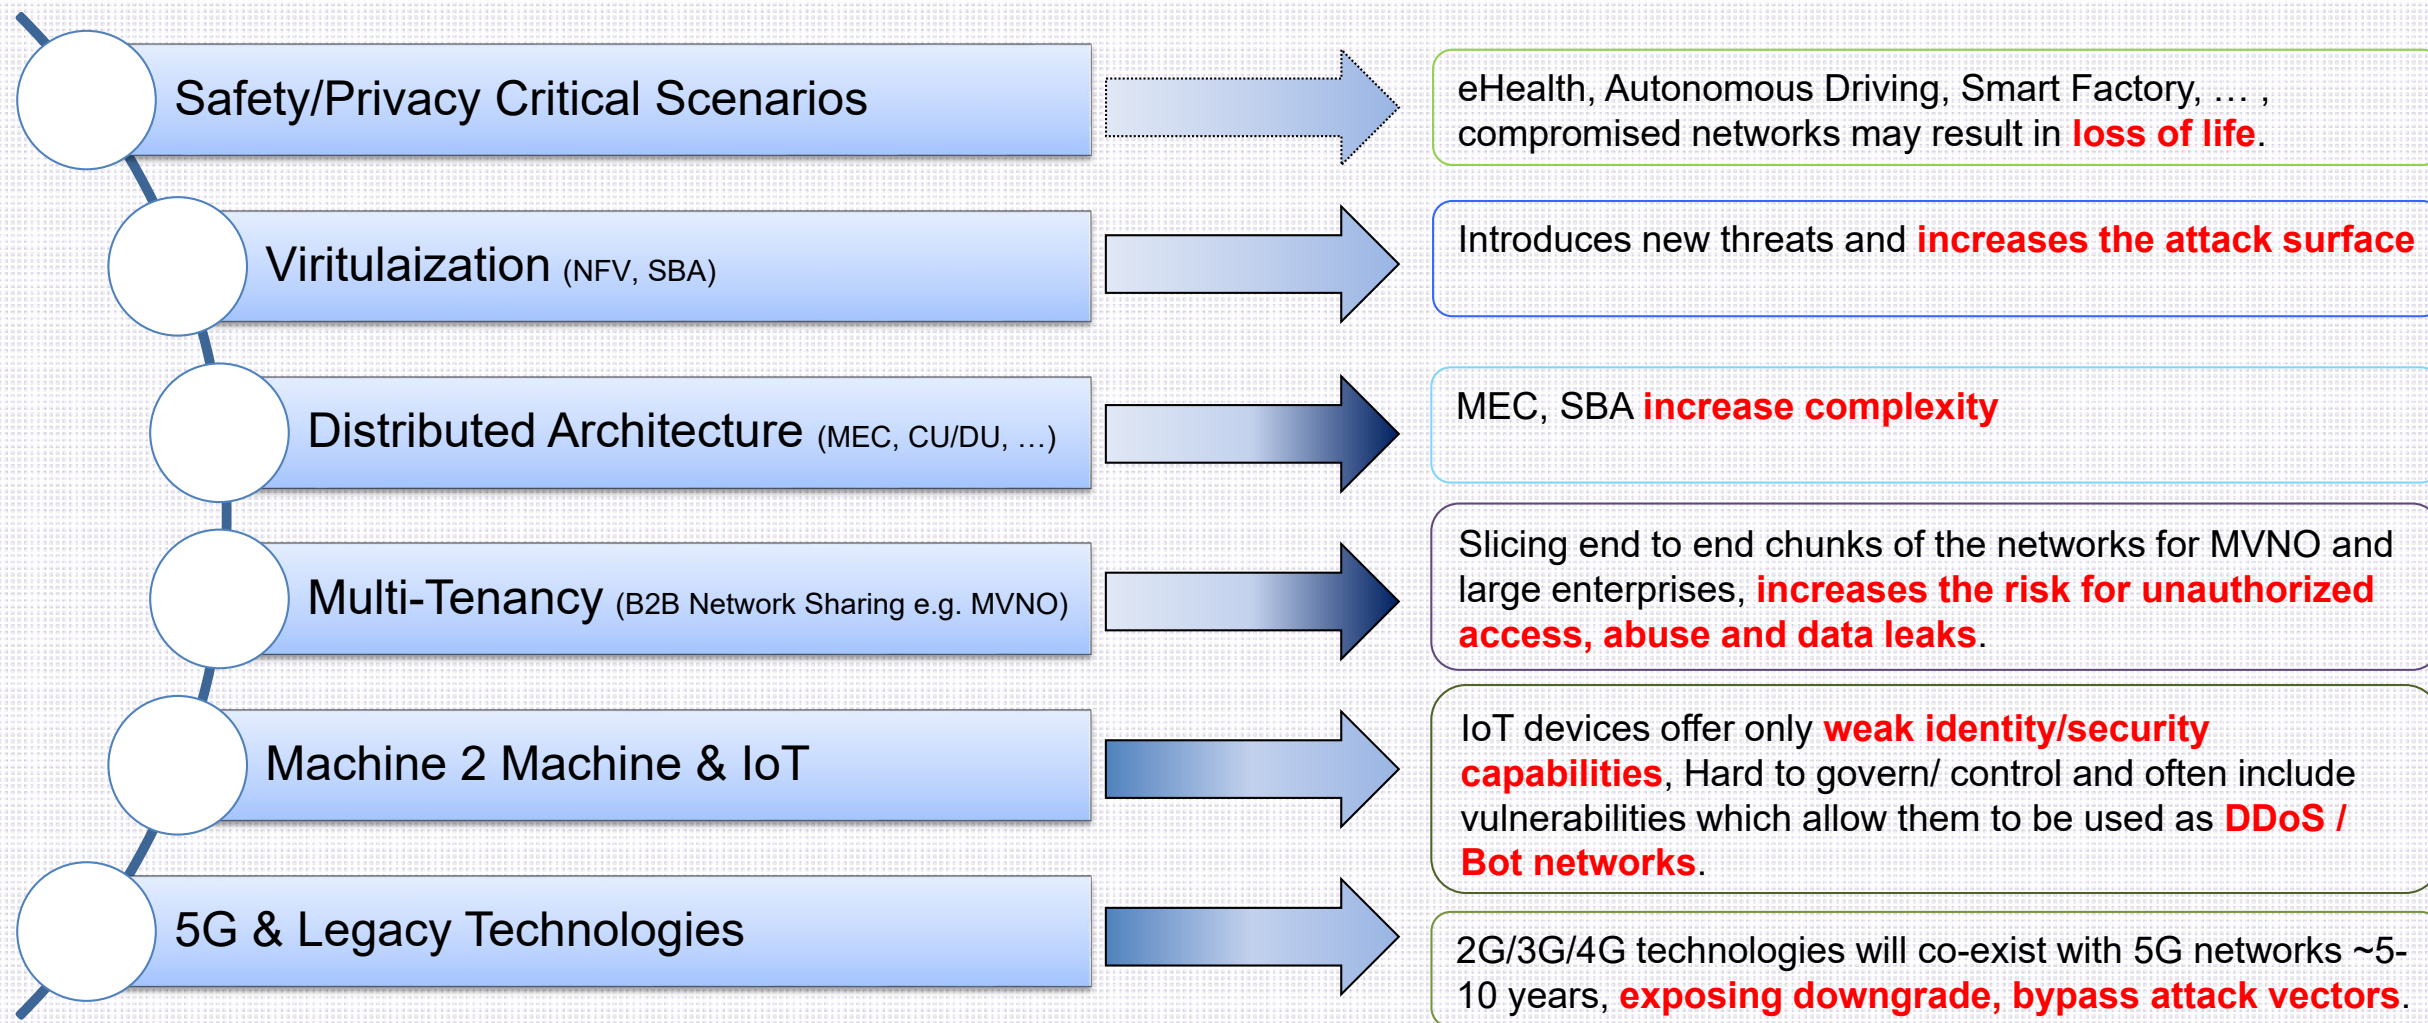 Safety/Privacy Critical Scenarios
eHealth, Autonomous Driving, Smart Factory, … ,
compromised networks may result in loss of life.
Viritulaization (NFV, SBA)
Introduces new threats and increases the attack surface
Distributed Architecture (MEC, CU/DU, …)
MEC, SBA increase complexity
Multi-Tenancy (B2B Network Sharing e.g. MVNO)
Slicing end to end chunks of the networks for MVNO and
large enterprises, increases the risk for unauthorized
access, abuse and data leaks.
Machine 2 Machine & IoT
IoT devices offer only weak identity/security
capabilities, Hard to govern/ control and often include
vulnerabilities which allow them to be used as DDoS /
Bot networks.
5G & Legacy Technologies
2G/3G/4G technologies will co-exist with 5G networks ~5-
10 years, exposing downgrade, bypass attack vectors.